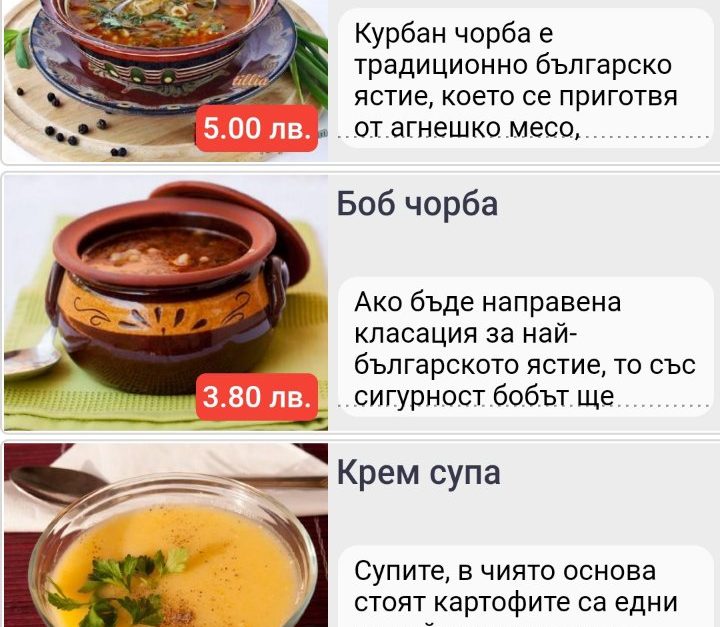 Курбан чорба е
традиционно българско
ястие, което се приготвя
от агнешко месо,
tillia
5.00 лв.
Боб чорба
Ако бъде направена
класация за най-
българското ястие, то със
сигурност бобът ще
3.80 лв.
Крем супа
Супите, в чиято основа
стоят картофите са едни